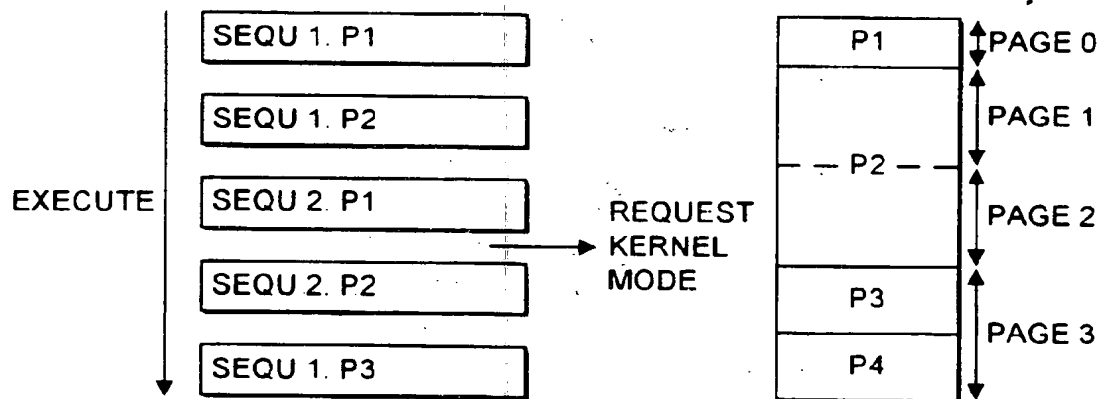 SEQU 1. P1
SEQU 1. P2
EXECUTE
SEQU 2. P1
SEQU 2. P2
SEQU 1. P3
REQUEST
KERNEL
MODE
P1
PAGE 0
PAGE 1
P2
PAGE 2
P3
PAGE 3
P4